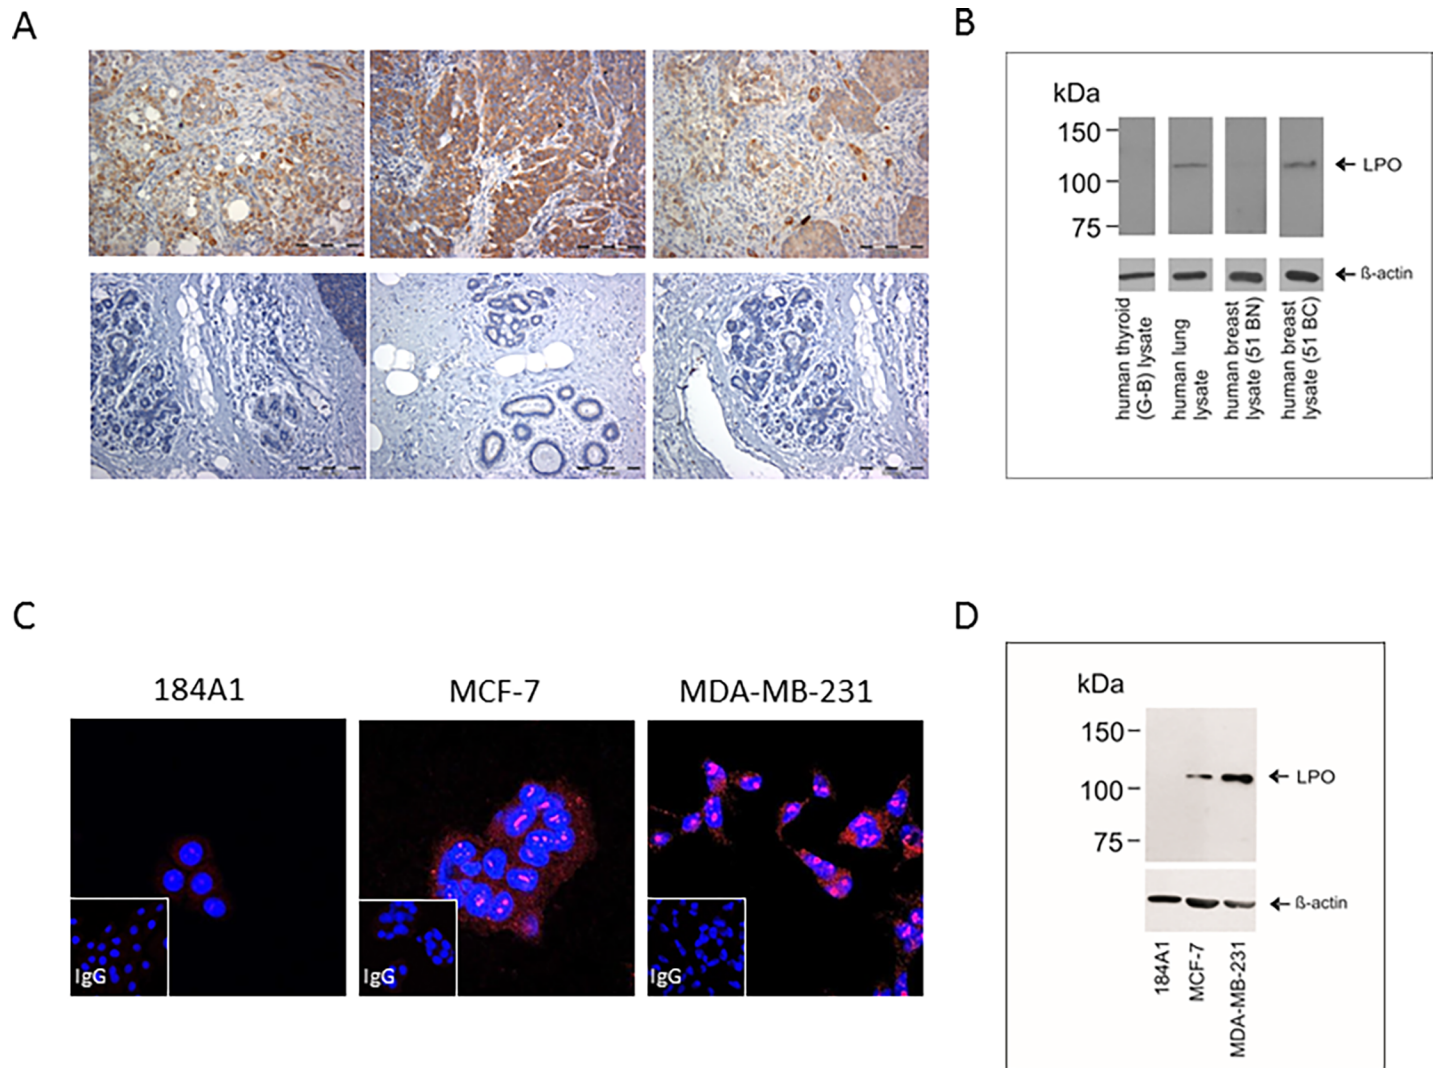 A
B
kDa
150
100
75
← LPO
← ß-actin
human thyroid
(G-B) lysate
human lung
lysate
human breast
lysate (51 BN)
human breast
lysate (51 BC)
C
184A1
MCF-7
MDA-MB-231
IgG
IgG
IgG
D
kDa
150
100
75
← LPO
← ß-actin
184A1
MCF-7
MDA-MB-231